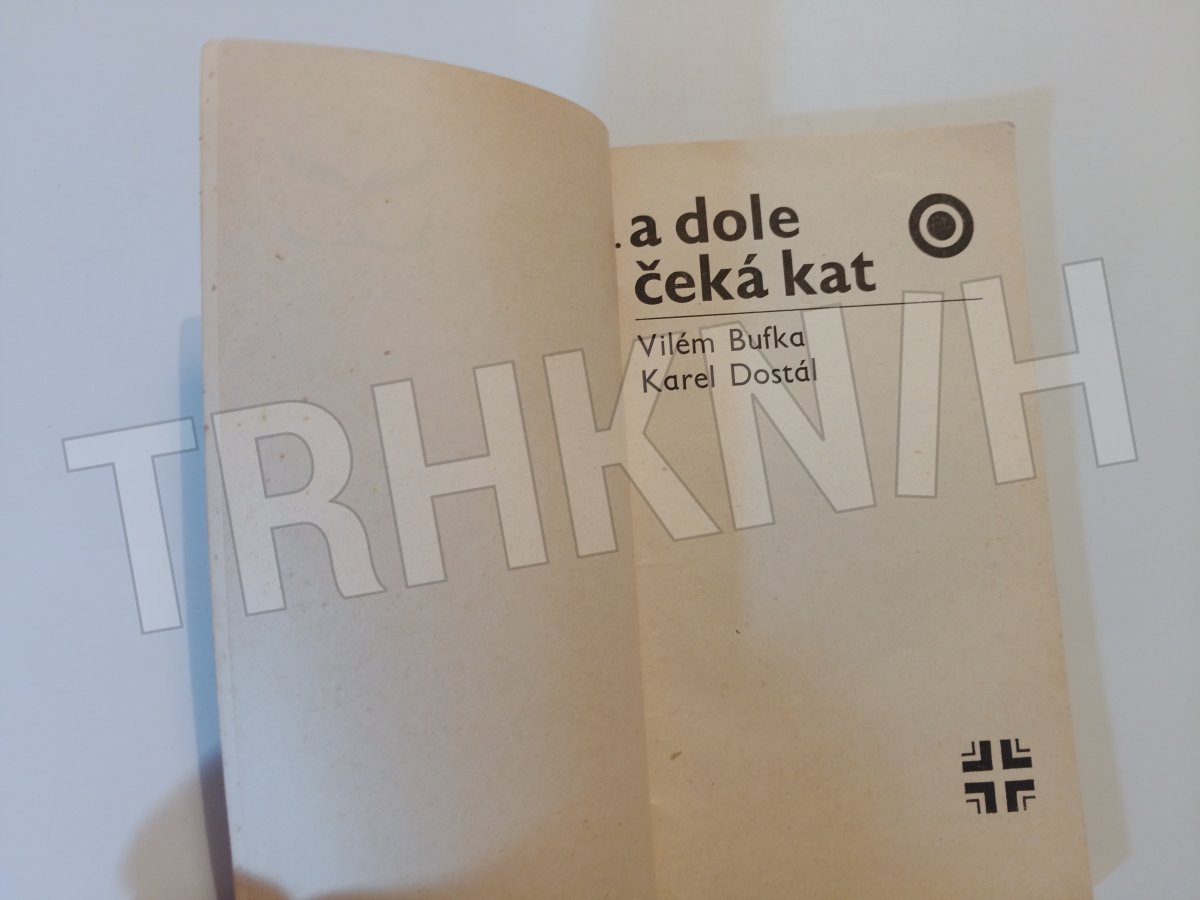 . a dole
čeká kat
Vilém Bufka
Karel Dostál
TRHKNIH